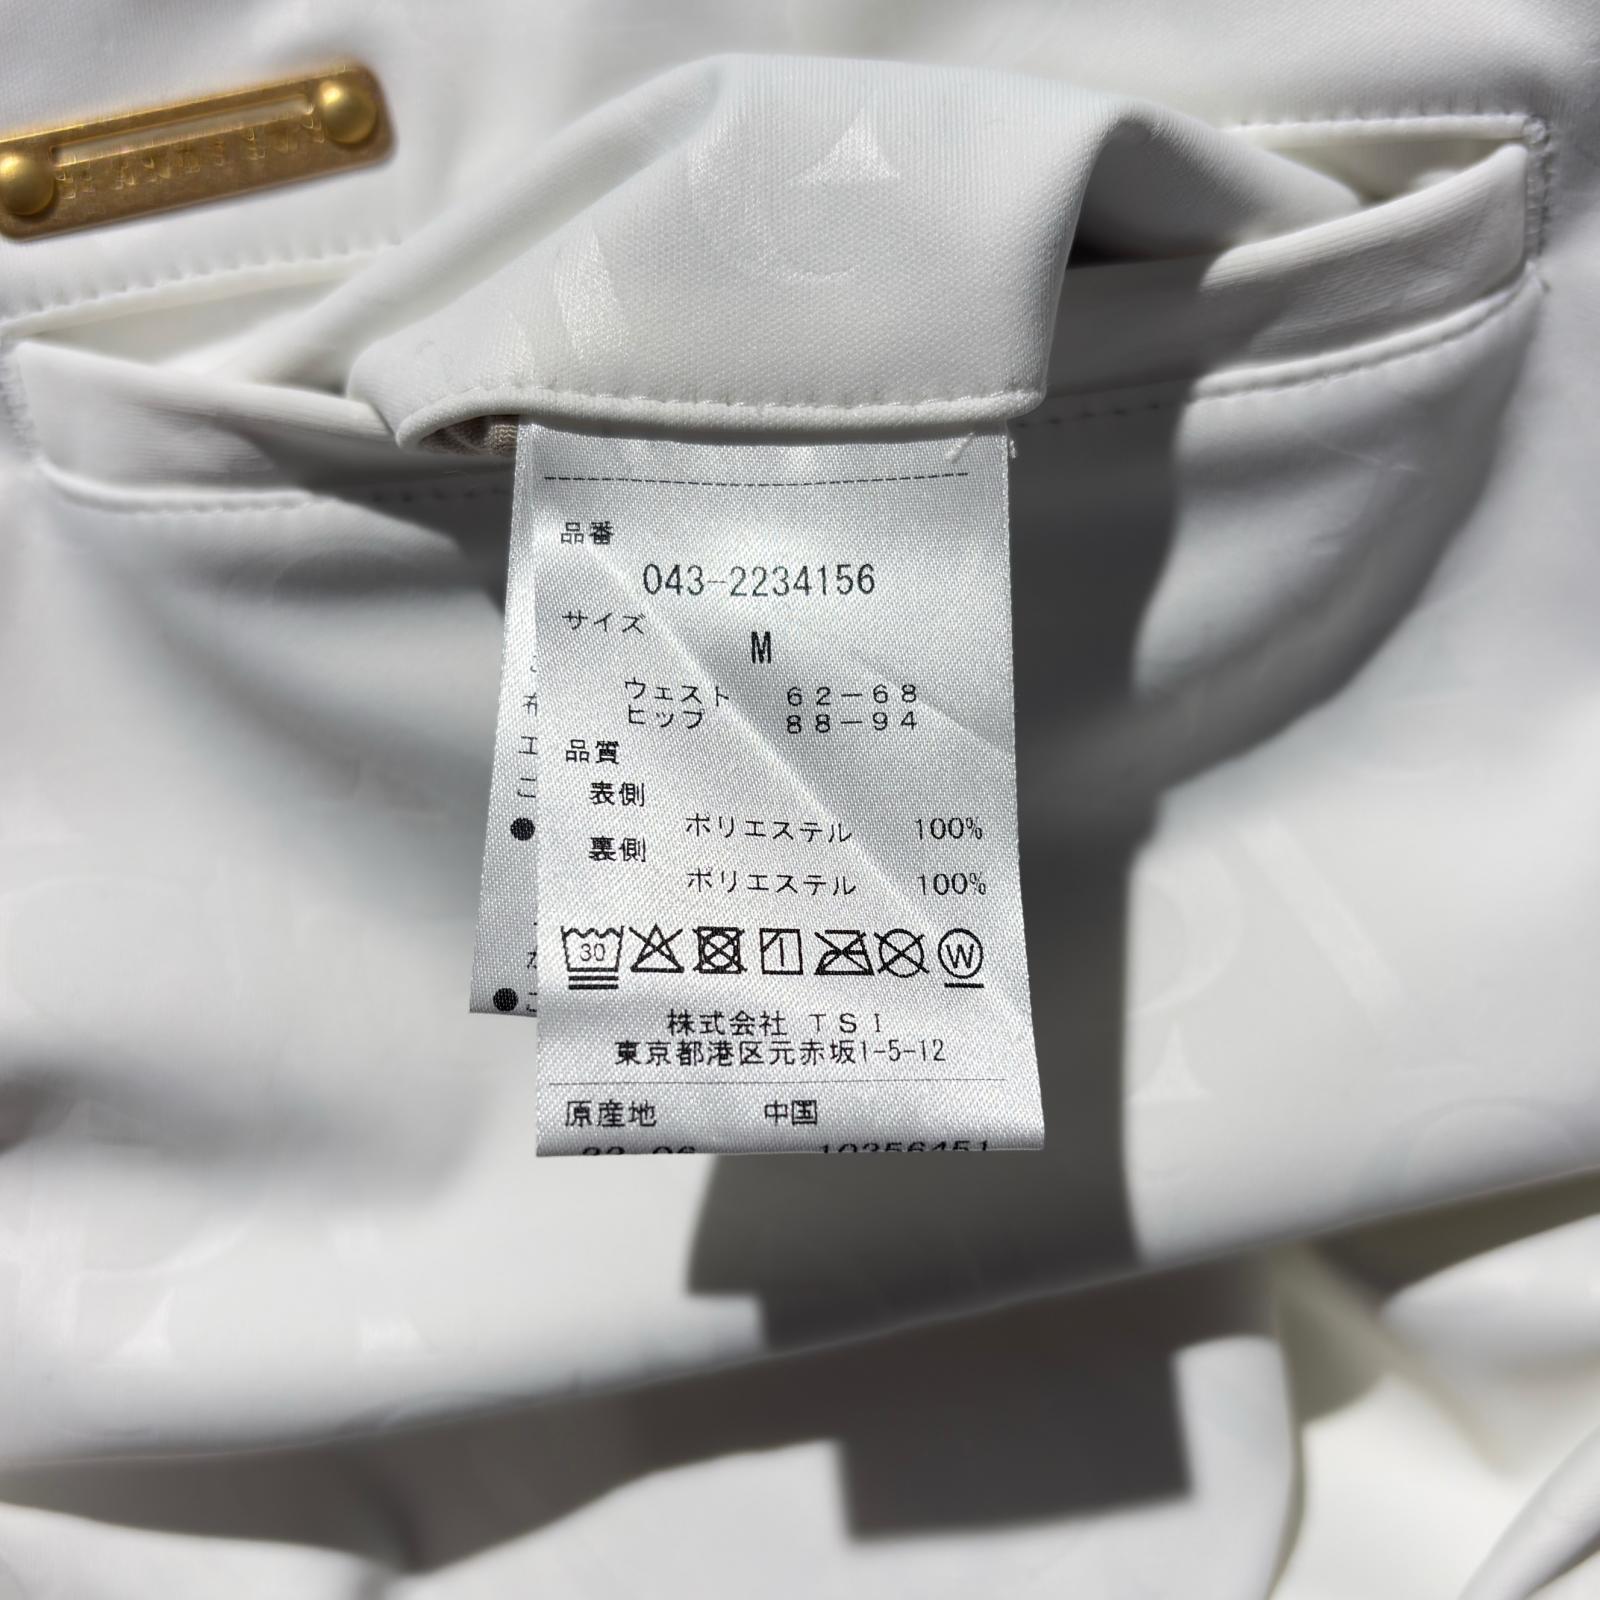 品番
043-2234156
サイズ
M
ウェスト 62-68
ヒップ 88-94
品質
表側
ポリエステル 100%
裏側
ポリエステル 100%
30
W
株式会社 TSI
東京都港区元赤坂1-5-12
原産地 中国